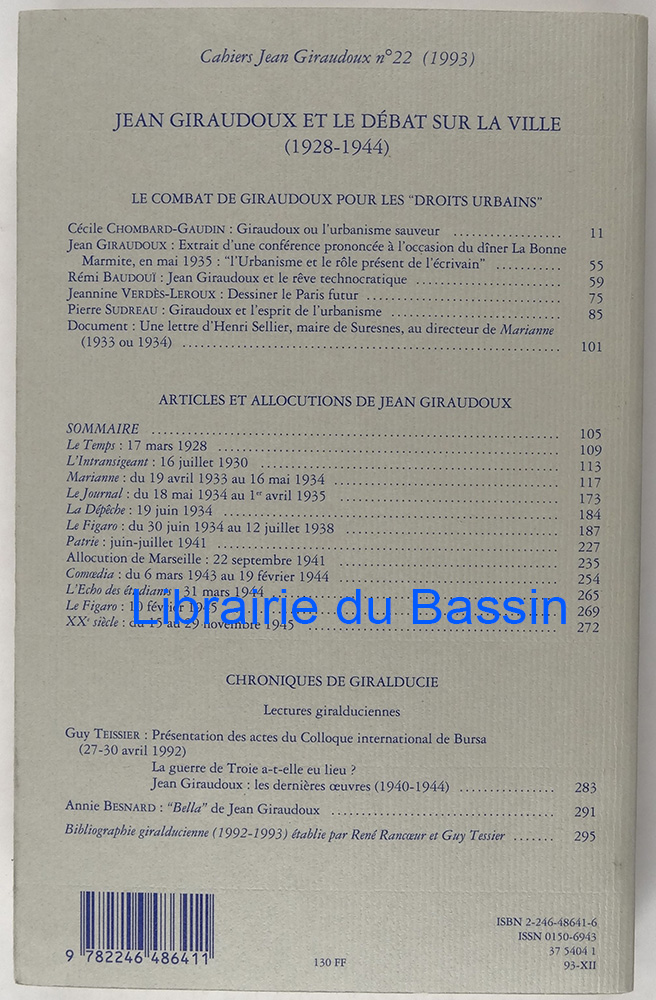 Cahiers Jean Giraudoux n°22 (1993)
JEAN GIRAUDOUX ET LE DÉBAT SUR LA VILLE
(1928-1944)
LE COMBAT DE GIRAUDOUX POUR LES "DROITS URBAINS"
Cécile CHOMBARD-GAUDIN : Giraudoux ou l'urbanisme sauveur .................. 11
Jean GIRAUDOUX : Extrait d'une conférence prononcée à l'occasion du dîner La Bonne
Marmite, en mai 1935 : "l'Urbanisme et le rôle présent de l'écrivain" ........... 55
Rémi BAUDOUÏ : Jean Giraudoux et le rêve technocratique ........................ 59
Jeannine VERDÈS-LEROUX : Dessiner le Paris futur ................................ 75
Pierre SUDREAU : Giraudoux et l'esprit de l'urbanisme ............................ 85
Document : Une lettre d'Henri Sellier, maire de Suresnes, au directeur de Marianne
(1933 ou 1934) .......................................................... 101
ARTICLES ET ALLOCUTIONS DE JEAN GIRAUDOUX
SOMMAIRE .............................................................. 105
Le Temps : 17 mars 1928 .................................................... 109
L'Intransigeant : 16 juillet 1930 ............................................ 113
Marianne : du 19 avril 1933 au 16 mai 1934 .................................... 117
Le Journal : du 18 mai 1934 au 1er avril 1935 .................................. 173
La Dépêche : 19 juin 1934 .................................................. 184
Le Figaro : du 30 juin 1934 au 12 juillet 1938 .................................. 187
Patrie : juin-juillet 1941 .................................................... 227
Allocution de Marseille : 22 septembre 1941 .................................... 235
Comœdia : du 6 mars 1943 au 19 février 1944 .................................. 254
L'Echo des étudiants : 31 mars 1944 .......................................... 265
Le Figaro : 10 février 1945 .................................................. 269
Librairie du Bassin
XXe siècle : du 15 au 29 novembre 1945 ...................................... 272
CHRONIQUES DE GIRALDUCIE
Lectures giralduciennes
Guy TEISSIER : Présentation des actes du Colloque international de Bursa
(27-30 avril 1992)
La guerre de Troie a-t-elle eu lieu ?
Jean Giraudoux : les dernières œuvres (1940-1944) ................ 283
Annie BESNARD : "Bella" de Jean Giraudoux .................................... 291
Bibliographie giralducienne (1992-1993) établie par René Rancœur et Guy Tessier ....... 295
ISBN 2-246-48641-6
ISSN 0150-6943
37 5404 1
93-XII
9 782246 486411
130 FF